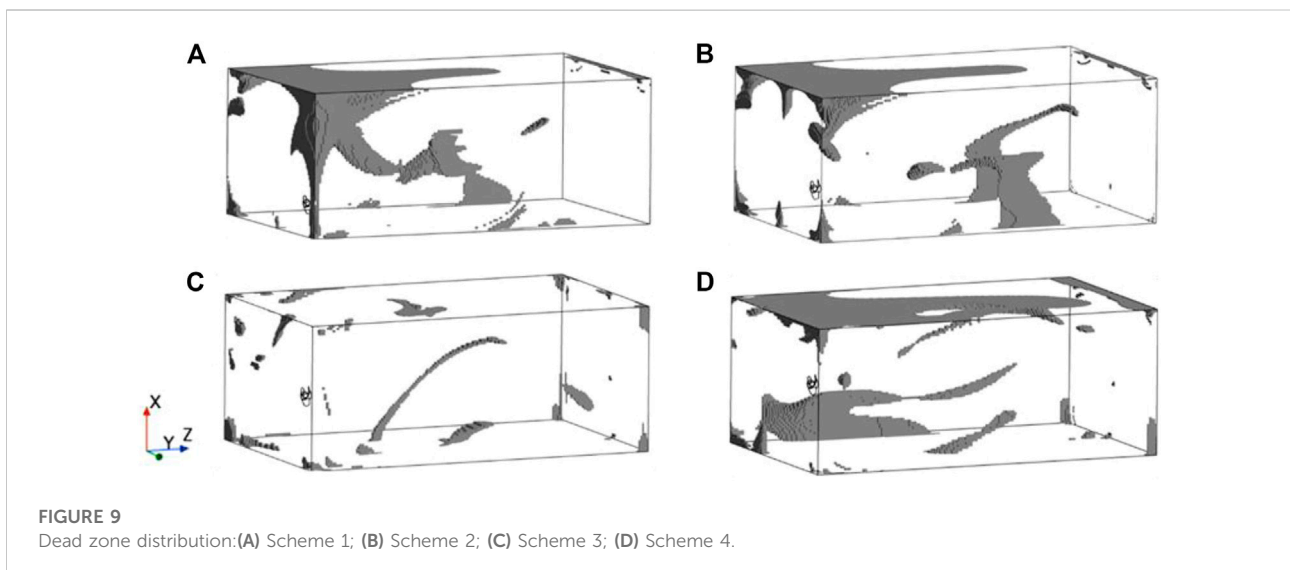 A
B
C
D
X
Y
Z
FIGURE 9
Dead zone distribution:(A) Scheme 1; (B) Scheme 2; (C) Scheme 3; (D) Scheme 4.